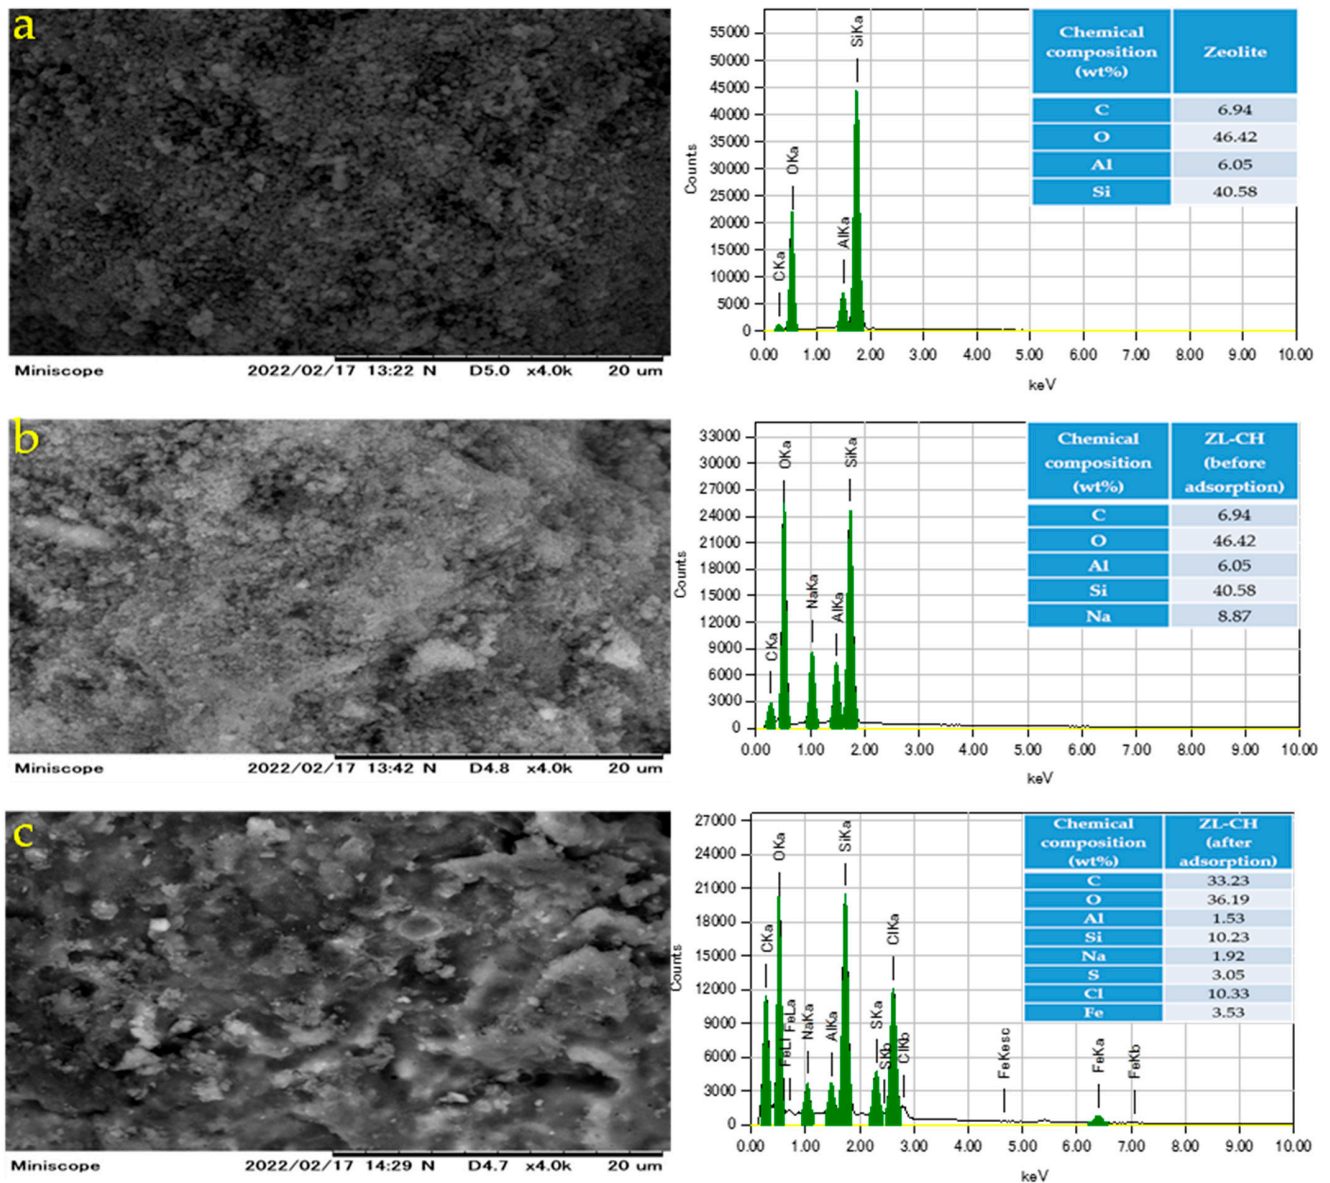 a
Miniscope 2022/02/17 13:22 N D5.0 x4.0k 20 um
Counts
55000
50000
45000
40000
35000
30000
25000
20000
15000
10000
5000
0
CKa
OKa
AlKa
SiKa
0.00 1.00 2.00 3.00 4.00 5.00 6.00 7.00 8.00 9.00 10.00
keV
Chemical composition (wt%) Zeolite
C 6.94
O 46.42
Al 6.05
Si 40.58
b
Miniscope 2022/02/17 13:42 N D4.8 x4.0k 20 um
Counts
33000
30000
27000
24000
21000
18000
15000
12000
9000
6000
3000
0
CKa
OKa
NaKa
AlKa
SiKa
0.00 1.00 2.00 3.00 4.00 5.00 6.00 7.00 8.00 9.00 10.00
keV
Chemical composition (wt%) ZL-CH (before adsorption)
C 6.94
O 46.42
Al 6.05
Si 40.58
Na 8.87
c
Miniscope 2022/02/17 14:29 N D4.7 x4.0k 20 um
Counts
27000
24000
21000
18000
15000
12000
9000
6000
3000
0
CKa
OKa
FeLl
FeLa
NaKa
AlKa
SiKa
SKa
SKb
ClKa
ClKb
FeKesc
FeKa
FeKb
0.00 1.00 2.00 3.00 4.00 5.00 6.00 7.00 8.00 9.00 10.00
keV
Chemical composition (wt%) ZL-CH (after adsorption)
C 33.23
O 36.19
Al 1.53
Si 10.23
Na 1.92
S 3.05
Cl 10.33
Fe 3.53